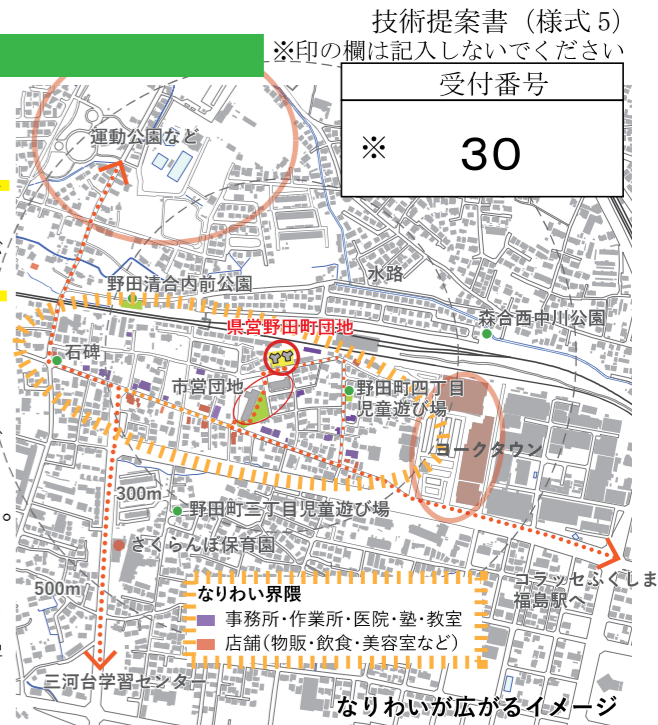 技術提案書（様式5）
※印の欄は記入しないでください
受付番号
※ 30
運動公園など
水路
野田清合内前公園
森合西中川公園
県営野田町団地
石碑
市営団地
野田町四丁目
児童遊び場
ヨークタウン
300m
野田町三丁目児童遊び場
。
さくらんぼ保育園
コラッセふくしま
福島駅へ
500m
なりわい界隈
事務所・作業所・医院・塾・教室
店舗（物販・飲食・美容室など）
三河台学習センター
なりわいが広がるイメージ